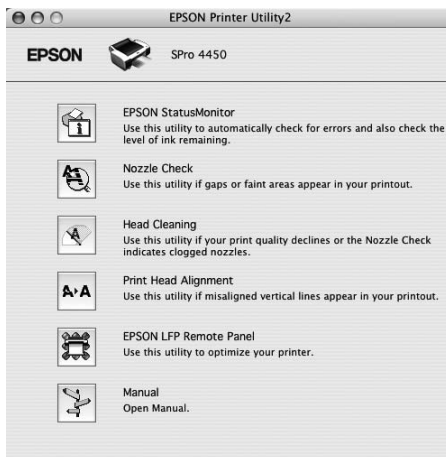 EPSON Printer Utility2
EPSON
SPro 4450
EPSON StatusMonitor
Use this utility to automatically check for errors and also check the
level of ink remaining.
Nozzle Check
Use this utility if gaps or faint areas appear in your printout.
Head Cleaning
Use this utility if your print quality declines or the Nozzle Check
indicates clogged nozzles.
A›A
Print Head Alignment
Use this utility if misaligned vertical lines appear in your printout.
EPSON LFP Remote Panel
Use this utility to optimize your printer.
Manual
Open Manual.